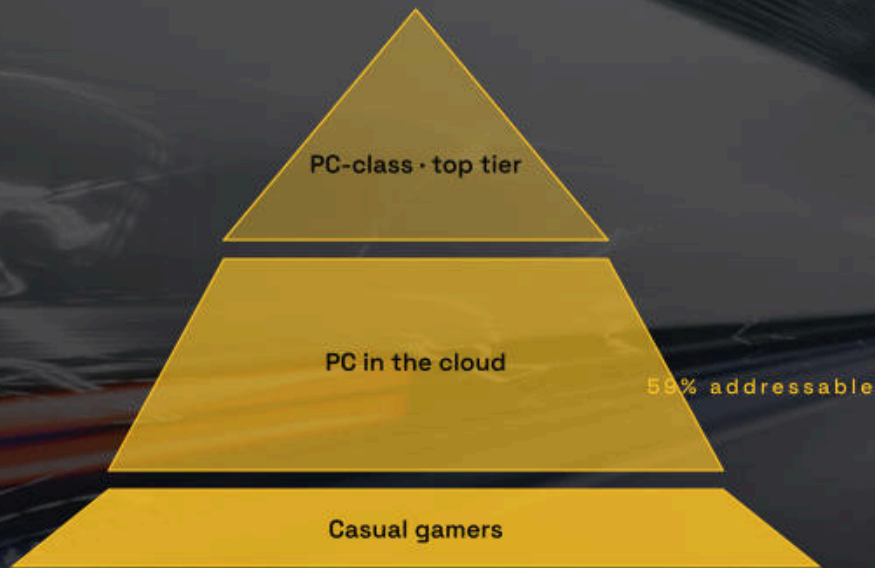 PC-class · top tier
PC in the cloud
59% addressable
Casual gamers